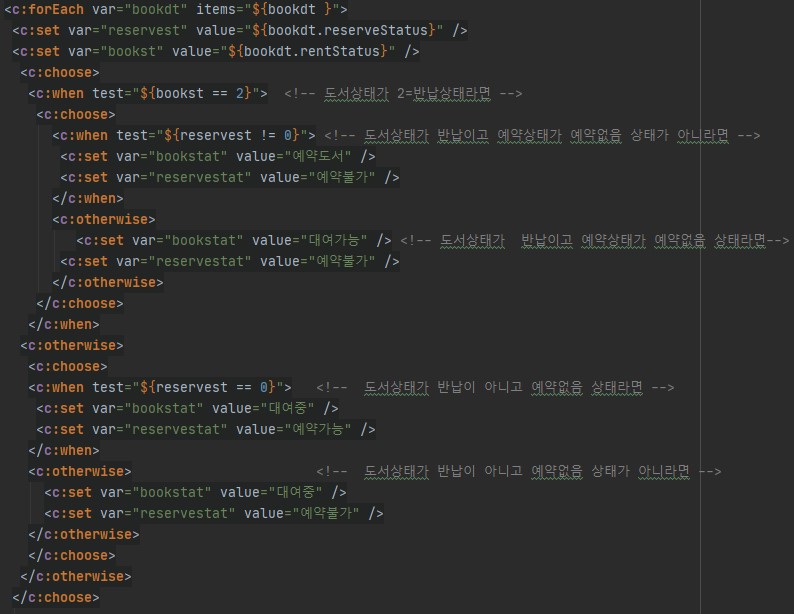 <c:forEach var="bookdt" items="${bookdt }">
<c:set var="reservest" value="${bookdt.reserveStatus}" />
<c:set var="bookst" value="${bookdt.rentStatus}" />
<c:choose>
<c:when test="${bookst == 2}"> <!-- 도서상태가 2=반납상태라면 -->
<c:choose>
<c:when test="${reservest != 0}"> <!-- 도서상태가 반납이고 예약상태가 예약없음 상태가 아니라면 -->
<c:set var="bookstat" value="예약도서" />
<c:set var="reservestat" value="예약불가" />
</c:when>
<c:otherwise>
<c:set var="bookstat" value="대여가능" /> <!-- 도서상태가 반납이고 예약상태가 예약없음 상태라면-->
<c:set var="reservestat" value="예약불가" />
</c:otherwise>
</c:choose>
</c:when>
<c:otherwise>
<c:choose>
<c:when test="${reservest == 0}"> <!-- 도서상태가 반납이 아니고 예약없음 상태라면 -->
<c:set var="bookstat" value="대여중" />
<c:set var="reservestat" value="예약가능" />
</c:when>
<c:otherwise> <!-- 도서상태가 반납이 아니고 예약없음 상태가 아니라면 -->
<c:set var="bookstat" value="대여중" />
<c:set var="reservestat" value="예약불가" />
</c:otherwise>
</c:choose>
</c:otherwise>
</c:choose>